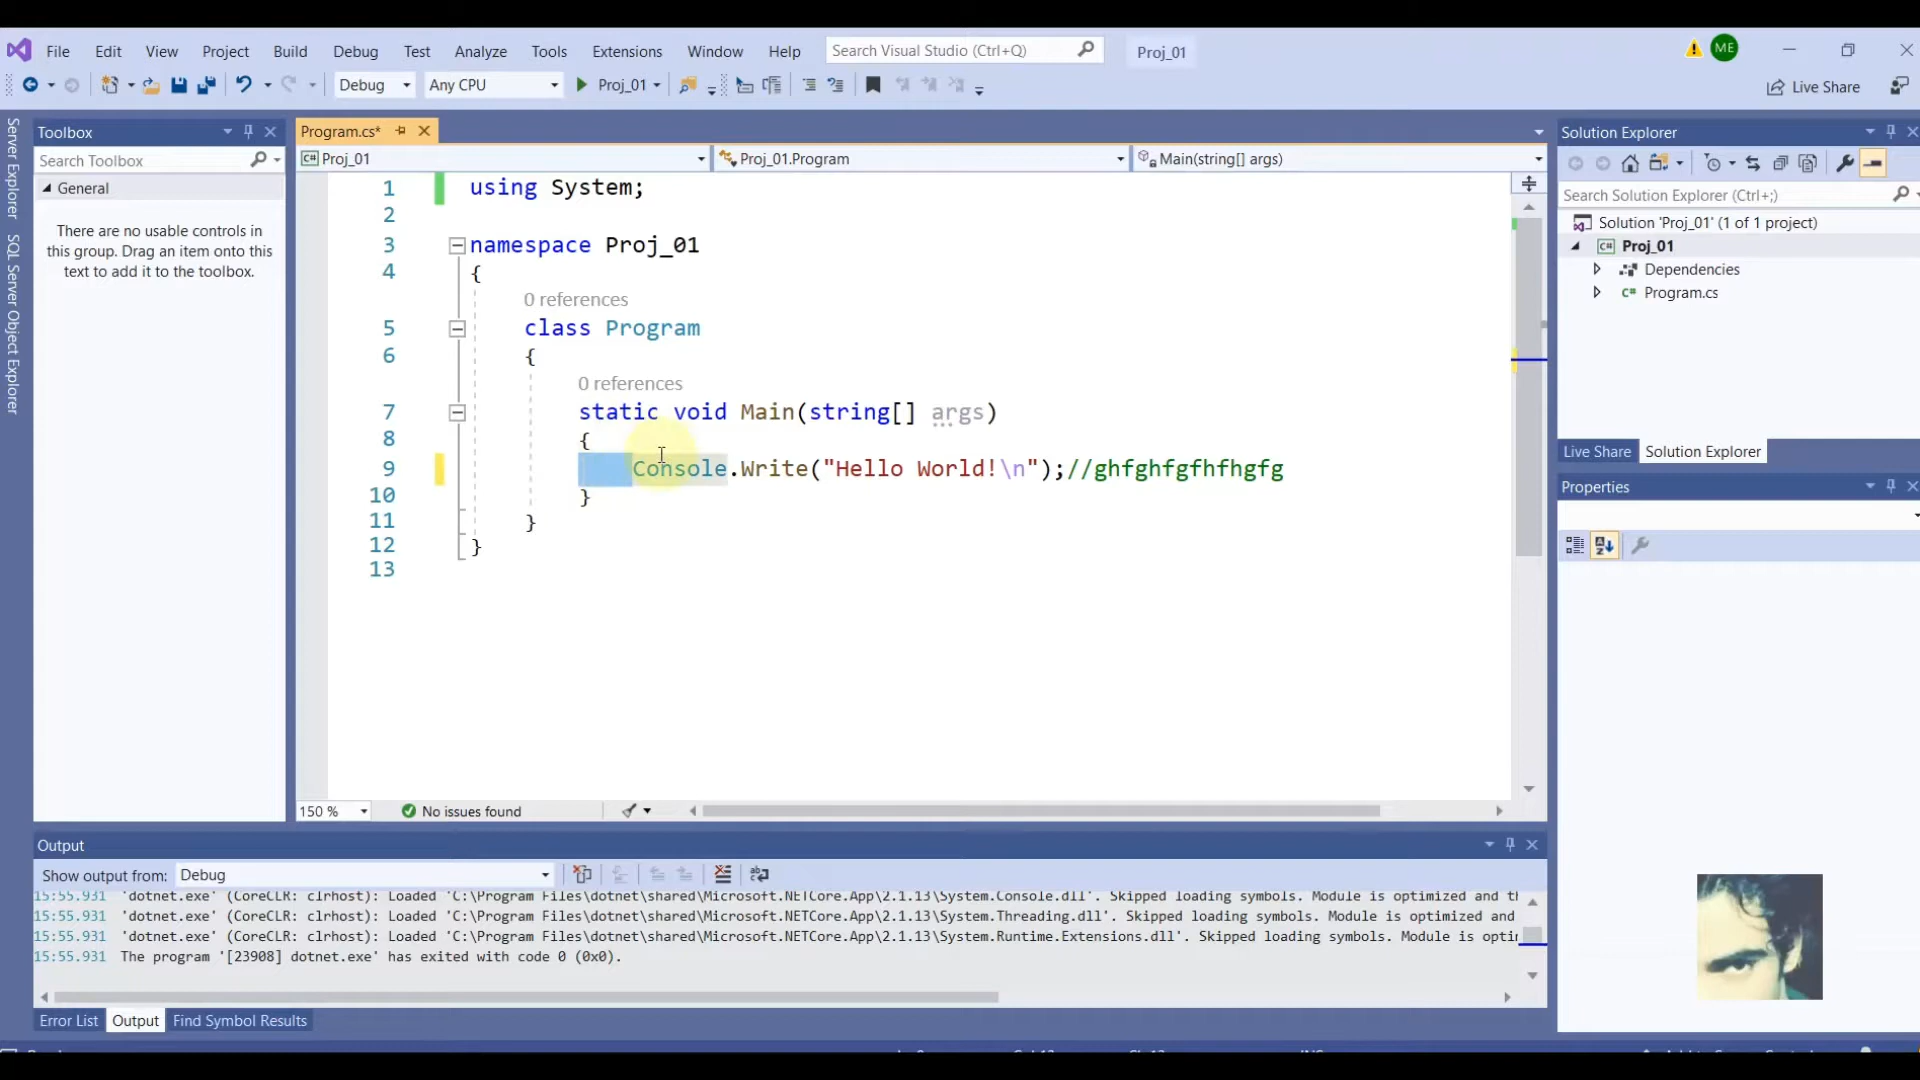 File Edit View Project Build Debug Test Analyze Tools Extensions Window Help Search Visual Studio (Ctrl+Q) Proj_01 ME
Debug Any CPU Proj_01 Live Share
Server Explorer
SQL Server Object Explorer
Toolbox
Search Toolbox
General
There are no usable controls in
this group. Drag an item onto this
text to add it to the toolbox.
Program.cs*
C# Proj_01 Proj_01.Program Main(string[] args)
1 using System;
2
3 namespace Proj_01
4 {
0 references
5 class Program
6 {
0 references
7 static void Main(string[] args)
8 {
9 Console.Write("Hello World!\n");//ghfghfgfhfhgfg
10 }
11 }
12 }
13
150 % No issues found
Solution Explorer
Search Solution Explorer (Ctrl+;)
Solution 'Proj_01' (1 of 1 project)
C# Proj_01
Dependencies
C# Program.cs
Live Share Solution Explorer
Properties
Output
Show output from: Debug
15:55.931 'dotnet.exe' (CoreCLR: clrhost): Loaded 'C:\Program Files\dotnet\shared\Microsoft.NETCore.App\2.1.13\System.Console.dll'. Skipped loading symbols. Module is optimized and th
15:55.931 'dotnet.exe' (CoreCLR: clrhost): Loaded 'C:\Program Files\dotnet\shared\Microsoft.NETCore.App\2.1.13\System.Threading.dll'. Skipped loading symbols. Module is optimized and
15:55.931 'dotnet.exe' (CoreCLR: clrhost): Loaded 'C:\Program Files\dotnet\shared\Microsoft.NETCore.App\2.1.13\System.Runtime.Extensions.dll'. Skipped loading symbols. Module is opti
15:55.931 The program '[23908] dotnet.exe' has exited with code 0 (0x0).
Error List Output Find Symbol Results